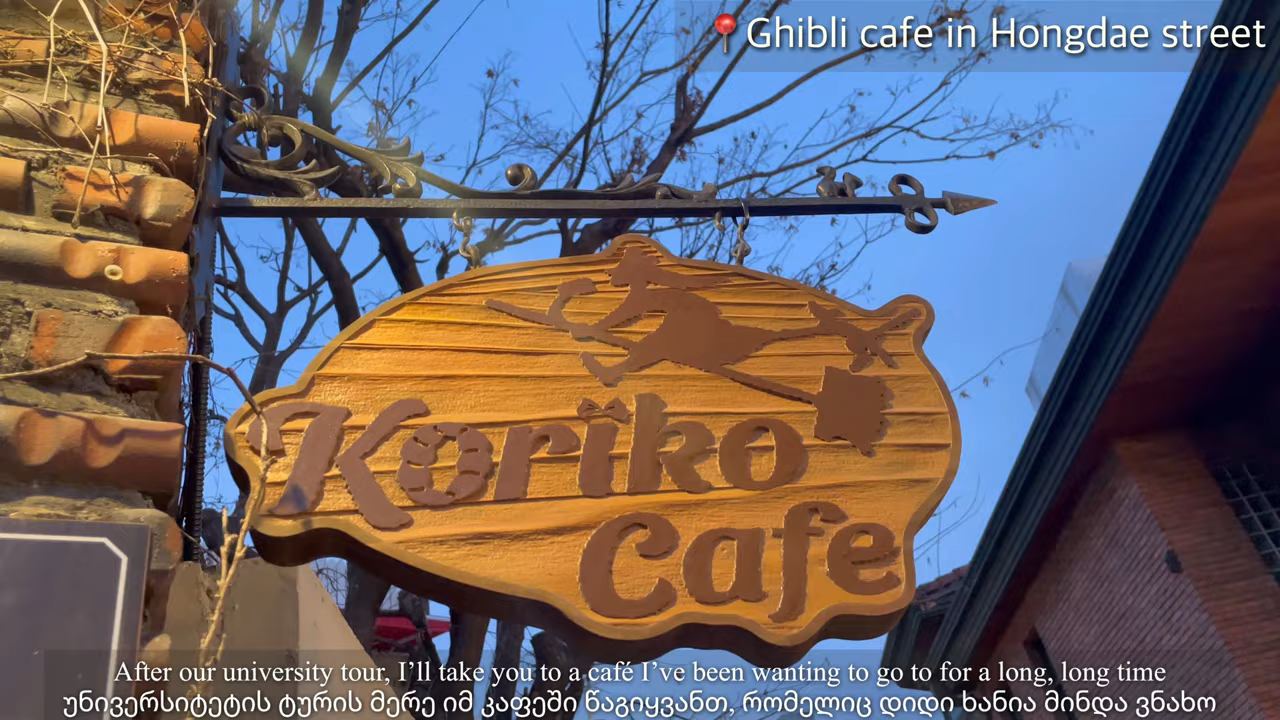 📍Ghibli cafe in Hongdae street
Koriko
Cafe
After our university tour, I’ll take you to a café I’ve been wanting to go to for a long, long time
უნივერსიტეტის ტურის მერე იმ კაფეში წაგიყვანთ, რომელიც დიდი ხანია მინდა ვნახო